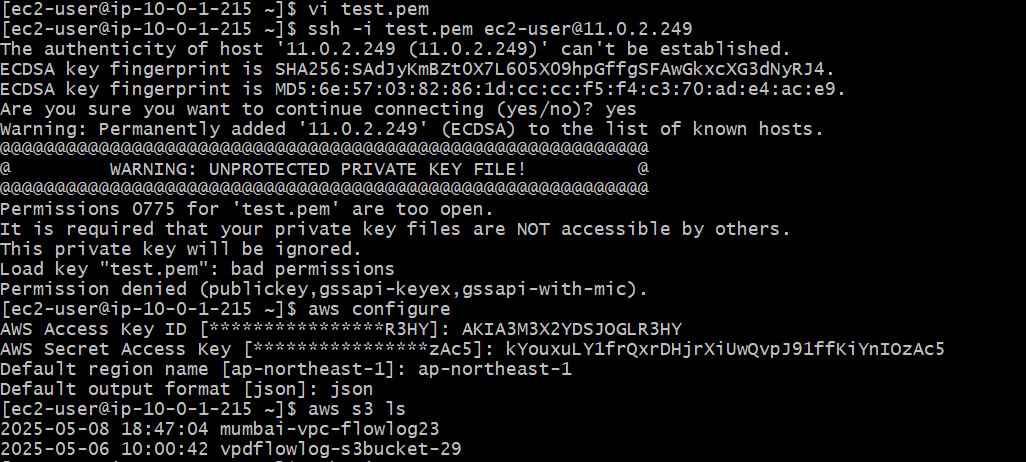 [ec2-user@ip-10-0-1-215 ~]$ vi test.pem
[ec2-user@ip-10-0-1-215 ~]$ ssh -i test.pem ec2-user@11.0.2.249
The authenticity of host '11.0.2.249 (11.0.2.249)' can't be established.
ECDSA key fingerprint is SHA256:SAdJyKmBZt0X7L605X09hpGffgSFAwGkxcXG3dNyRJ4.
ECDSA key fingerprint is MD5:6e:57:03:82:86:1d:cc:cc:f5:f4:c3:70:ad:e4:ac:e9.
Are you sure you want to continue connecting (yes/no)? yes
Warning: Permanently added '11.0.2.249' (ECDSA) to the list of known hosts.
@@@@@@@@@@@@@@@@@@@@@@@@@@@@@@@@@@@@@@@@@@@@@@@@@@@@@@@@@@@
@         WARNING: UNPROTECTED PRIVATE KEY FILE!          @
@@@@@@@@@@@@@@@@@@@@@@@@@@@@@@@@@@@@@@@@@@@@@@@@@@@@@@@@@@@
Permissions 0775 for 'test.pem' are too open.
It is required that your private key files are NOT accessible by others.
This private key will be ignored.
Load key "test.pem": bad permissions
Permission denied (publickey,gssapi-keyex,gssapi-with-mic).
[ec2-user@ip-10-0-1-215 ~]$ aws configure
AWS Access Key ID [****************R3HY]: AKIA3M3X2YDSJOGLR3HY
AWS Secret Access Key [****************zAc5]: 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
Default region name [ap-northeast-1]: ap-northeast-1
Default output format [json]: json
[ec2-user@ip-10-0-1-215 ~]$ aws s3 ls
2025-05-08 18:47:04 mumbai-vpc-flowlog23
2025-05-06 10:00:42 vpdflowlog-s3bucket-29